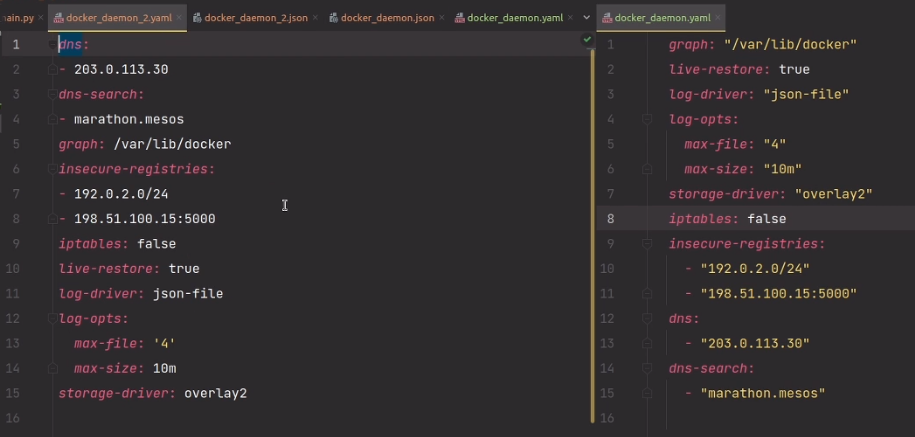 ain.py docker_daemon_2.yaml docker_daemon_2.json docker_daemon.json docker_daemon.yaml docker_daemon.yaml
1 dns:
2 - 203.0.113.30
3 dns-search:
4 - marathon.mesos
5 graph: /var/lib/docker
6 insecure-registries:
7 - 192.0.2.0/24
8 - 198.51.100.15:5000
9 iptables: false
10 live-restore: true
11 log-driver: json-file
12 log-opts:
13 max-file: '4'
14 max-size: 10m
15 storage-driver: overlay2
16
1 graph: "/var/lib/docker"
2 live-restore: true
3 log-driver: "json-file"
4 log-opts:
5 max-file: "4"
6 max-size: "10m"
7 storage-driver: "overlay2"
8 iptables: false
9 insecure-registries:
10 - "192.0.2.0/24"
11 - "198.51.100.15:5000"
12 dns:
13 - "203.0.113.30"
14 dns-search:
15 - "marathon.mesos"
16